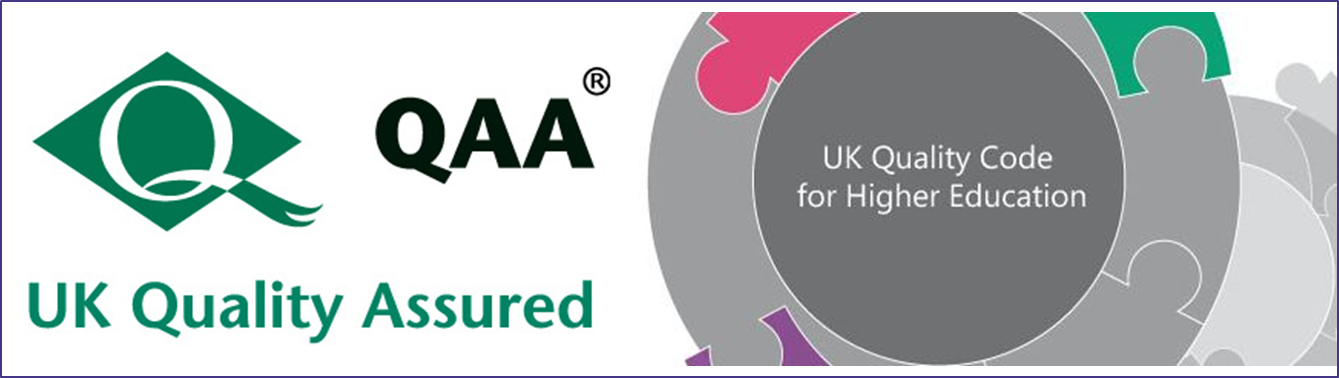 QAA®
UK Quality Assured
UK Quality Code
for Higher Education